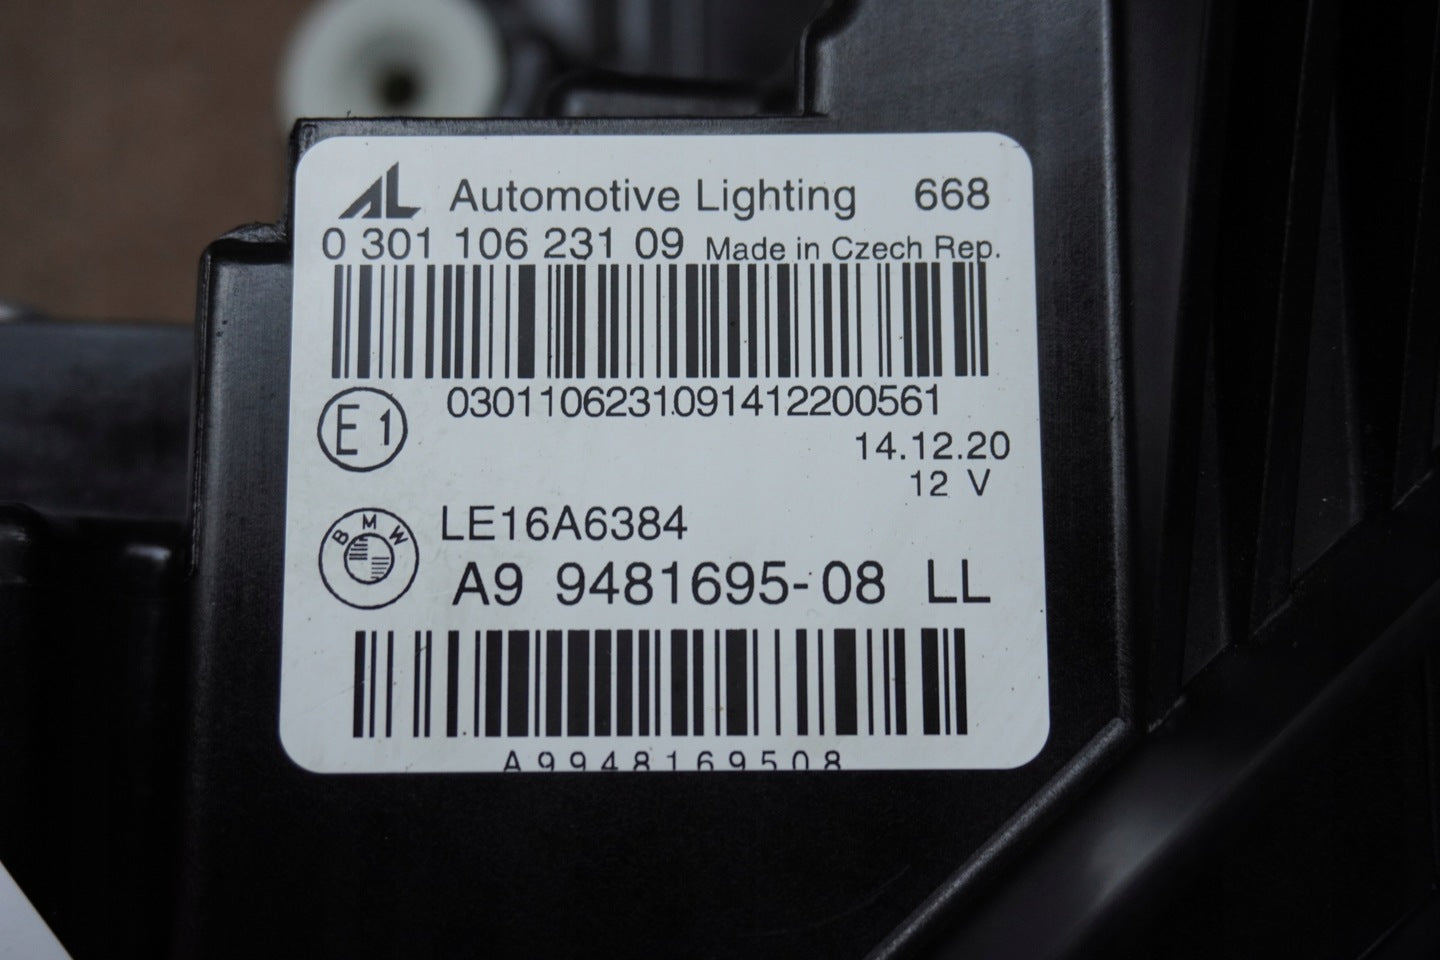 AL Automotive Lighting 668
0 301 106 231 09 Made in Czech Rep.
0301106231091412200561
E1
14.12.20
12 V
BMW
LE16A6384
A9 9481695-08 LL
A9948169508